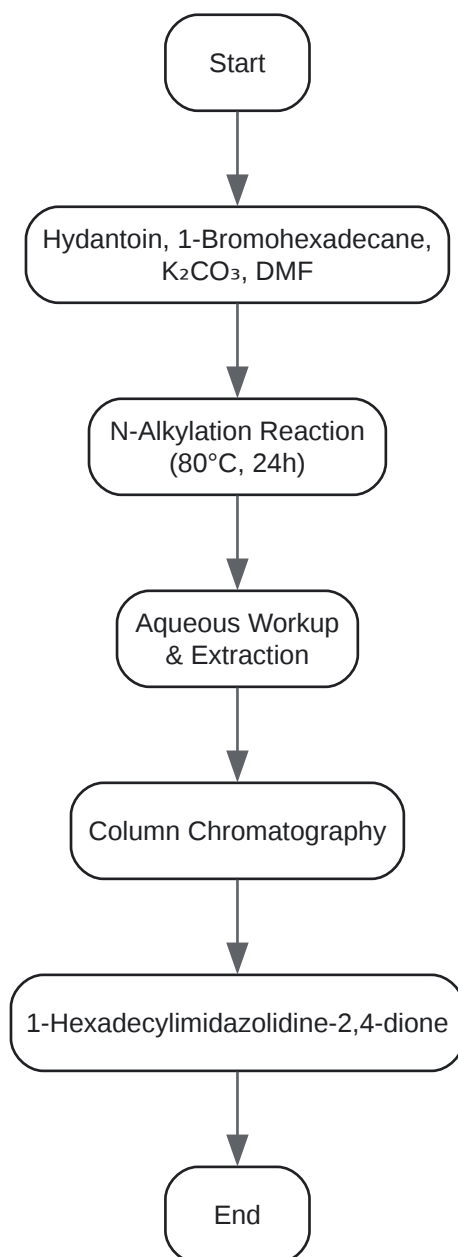 Start
Hydantoin, 1-Bromohexadecane,
K₂CO₃, DMF
N-Alkylation Reaction
(80°C, 24h)
Aqueous Workup
& Extraction
Column Chromatography
1-Hexadecylimidazolidine-2,4-dione
End